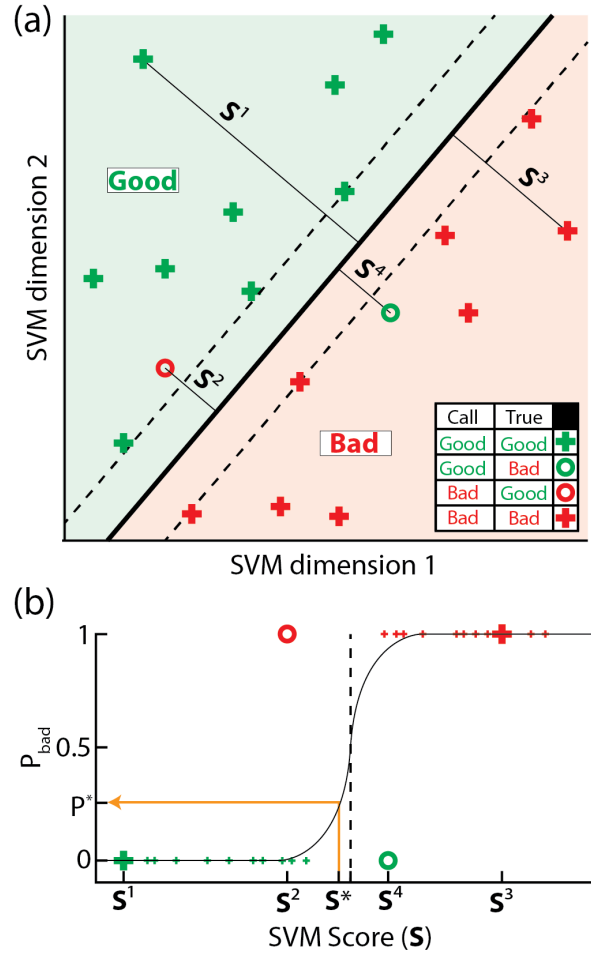 (a)
SVM dimension 2
Good
S¹
S³
S⁴
S²
Bad
Call True
Good Good
Good Bad
Bad Good
Bad Bad
SVM dimension 1
(b)
P_bad
1
0.5
P*
0
S¹ S² S* S⁴ S³
SVM Score (S)